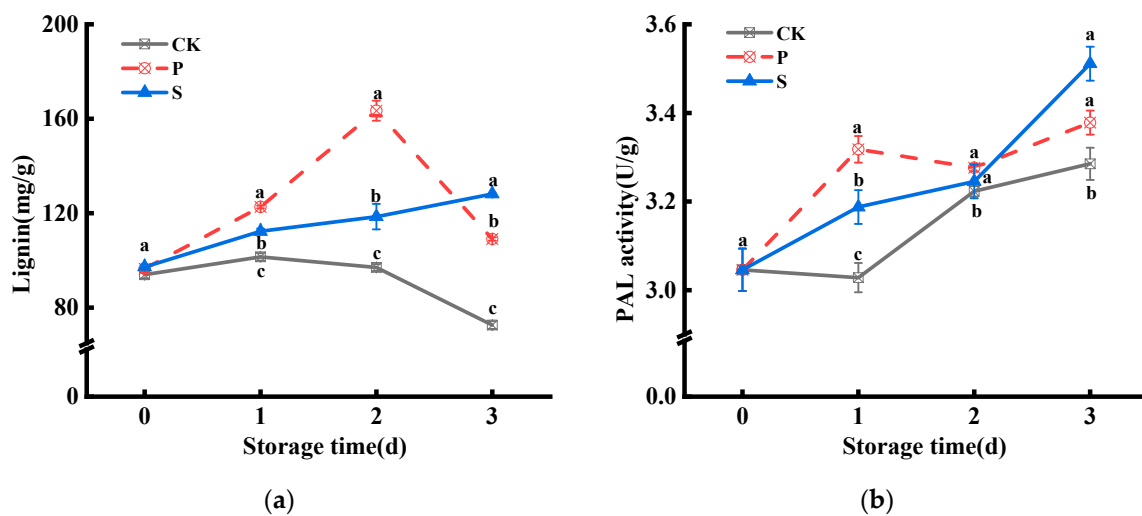 200
160
120
80
0
Lignin(mg/g)
CK
P
S
a
a
b
c
a
b
c
a
b
c
0 1 2 3
Storage time(d)
(a)
3.6
3.4
3.2
3.0
0.0
PAL activity(U/g)
CK
P
S
a
a
b
c
a
a
b
a
a
b
0 1 2 3
Storage time(d)
(b)